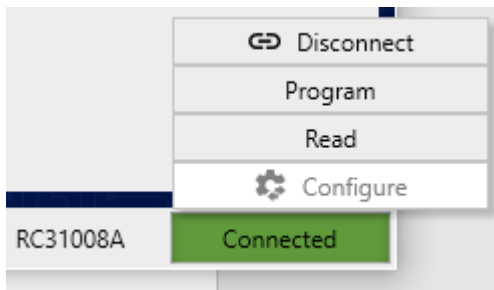 Disconnect
Program
Read
Configure
RC31008A Connected